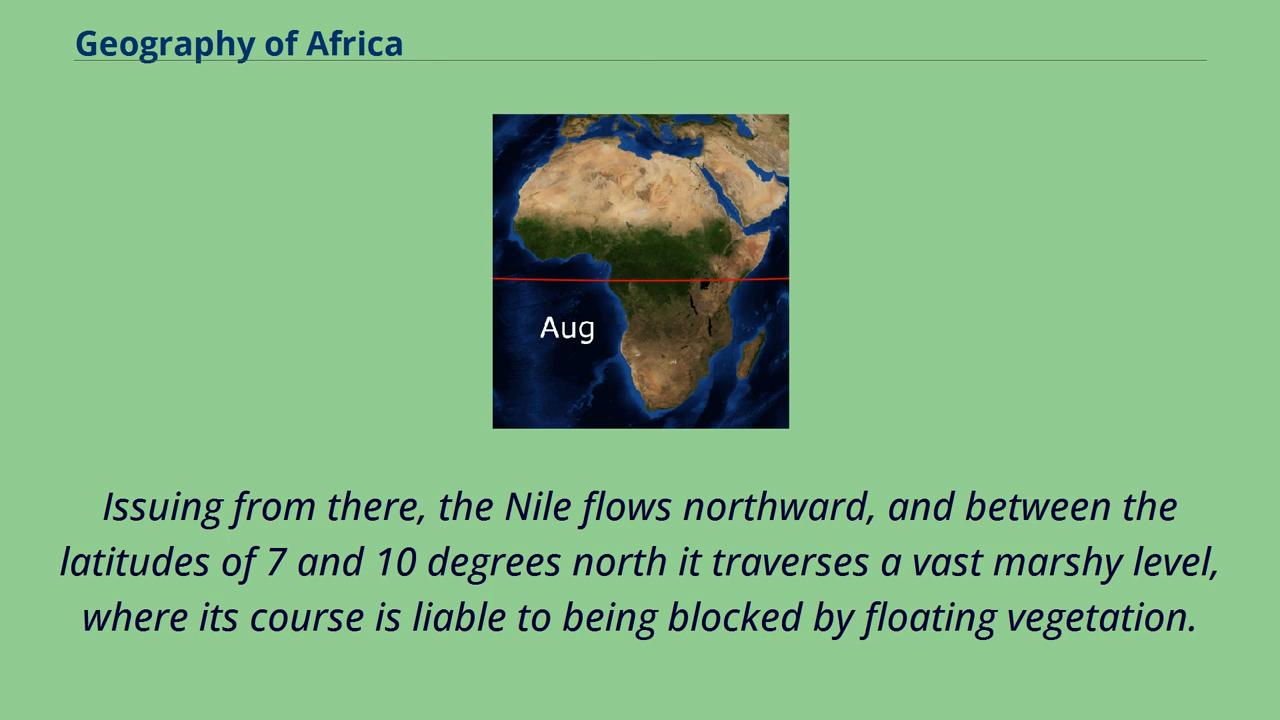 Geography of Africa
Aug
Issuing from there, the Nile flows northward, and between the
latitudes of 7 and 10 degrees north it traverses a vast marshy level,
where its course is liable to being blocked by floating vegetation.